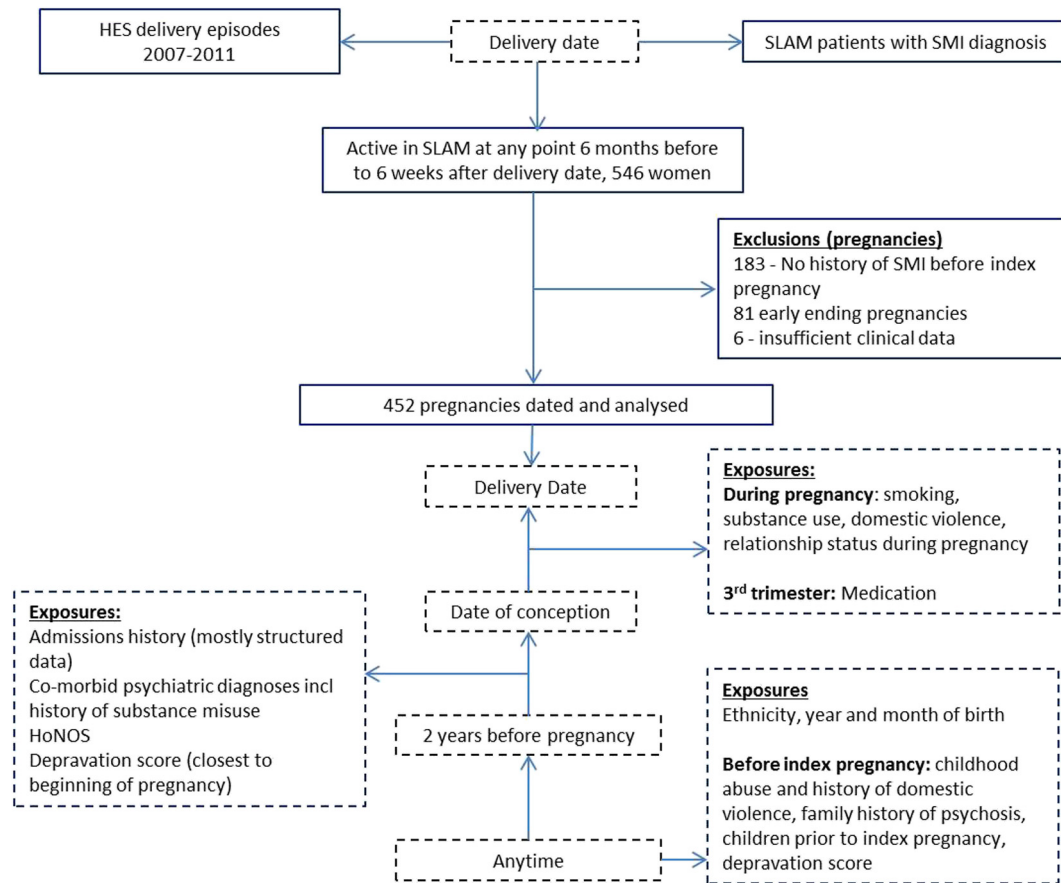 HES delivery episodes
2007-2011
Delivery date
SLAM patients with SMI diagnosis
Active in SLAM at any point 6 months before
to 6 weeks after delivery date, 546 women
Exclusions (pregnancies)
183 - No history of SMI before index
pregnancy
81 early ending pregnancies
6 - insufficient clinical data
452 pregnancies dated and analysed
Delivery Date
Exposures:
During pregnancy: smoking,
substance use, domestic violence,
relationship status during pregnancy
3rd trimester: Medication
Date of conception
Exposures:
Admissions history (mostly structured
data)
Co-morbid psychiatric diagnoses incl
history of substance misuse
HoNOS
Depravation score (closest to
beginning of pregnancy)
2 years before pregnancy
Exposures
Ethnicity, year and month of birth
Before index pregnancy: childhood
abuse and history of domestic
violence, family history of psychosis,
children prior to index pregnancy,
depravation score
Anytime